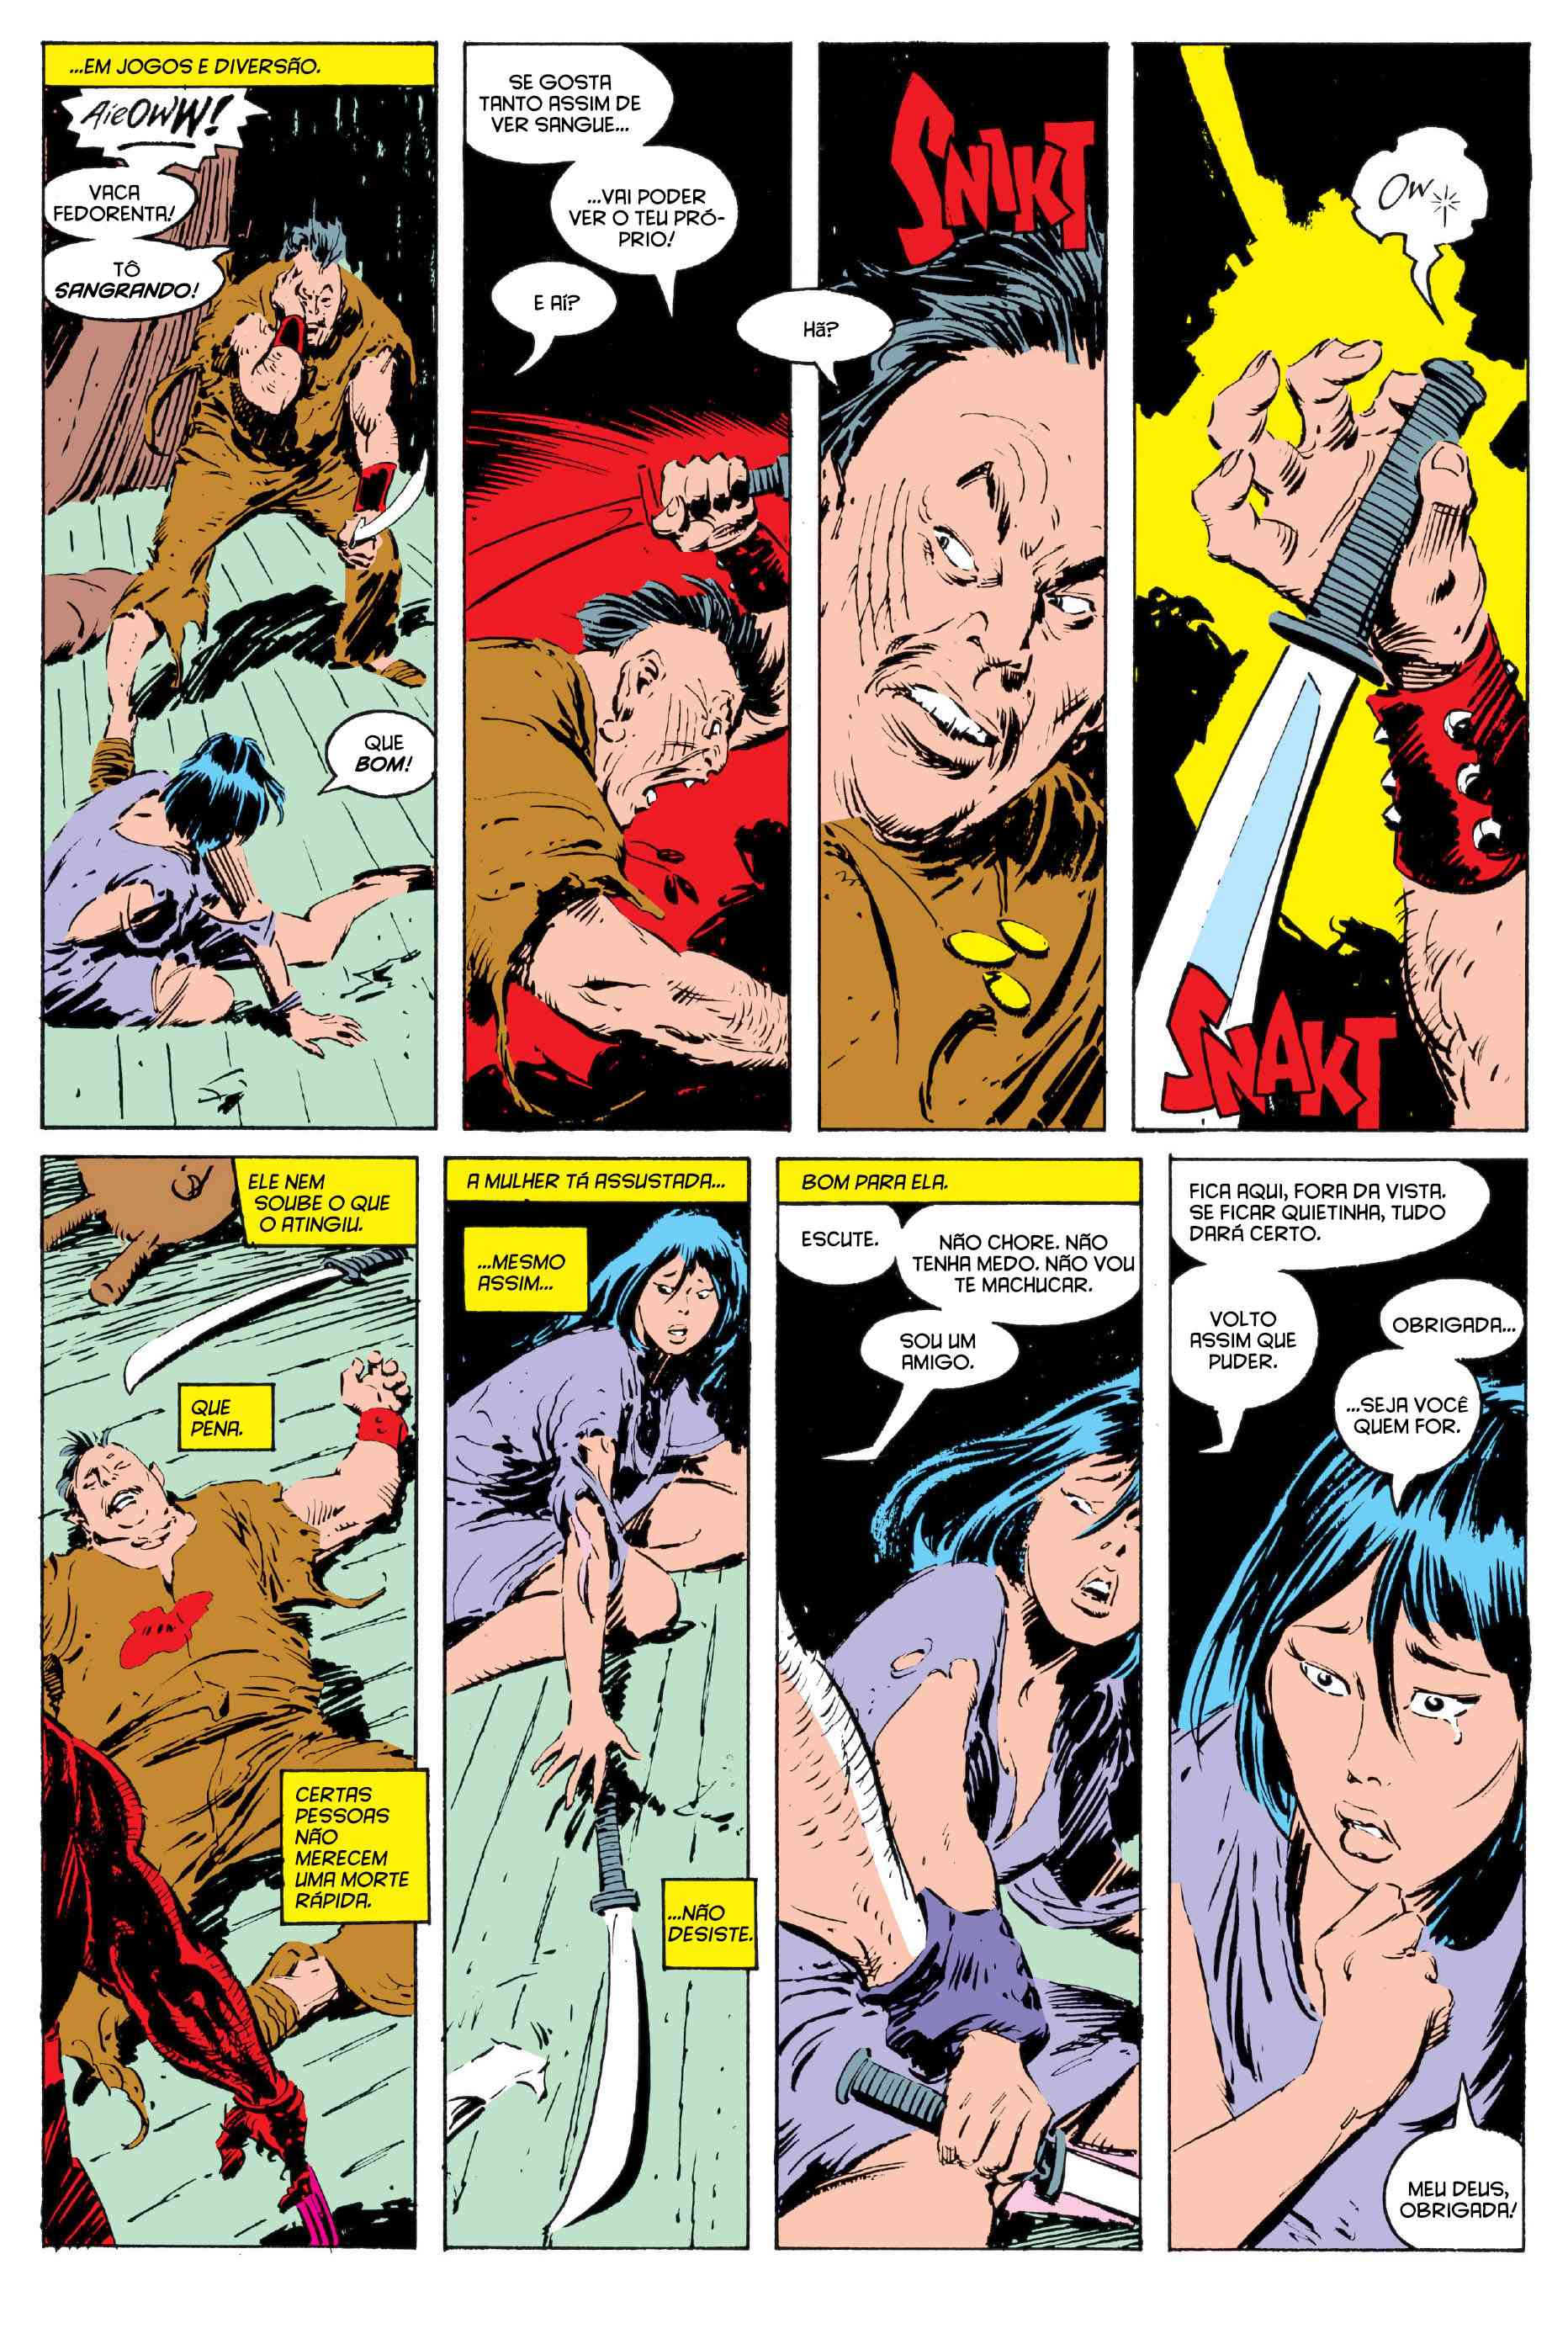 ...EM JOGOS E DIVERSÃO.
AieOWW!
VACA
FEDORENTA!
TÔ
SANGRANDO!
QUE
BOM!
SE GOSTA
TANTO ASSIM DE
VER SANGUE...
...VAI PODER
VER O TEU PRÓ-
PRIO!
E AÍ?
SNIKT
HÃ?
OW
SNAKT
ELE NEM
SOUBE O QUE
O ATINGIU.
QUE
PENA.
CERTAS
PESSOAS
NÃO
MERECEM
UMA MORTE
RÁPIDA.
A MULHER TÁ ASSUSTADA...
...MESMO
ASSIM...
...NÃO
DESISTE.
BOM PARA ELA.
ESCUTE.
NÃO CHORE. NÃO
TENHA MEDO. NÃO VOU
TE MACHUCAR.
SOU UM
AMIGO.
FICA AQUI, FORA DA VISTA.
SE FICAR QUIETINHA, TUDO
DARÁ CERTO.
VOLTO
ASSIM QUE
PUDER.
OBRIGADA...
...SEJA VOCÊ
QUEM FOR.
MEU DEUS,
OBRIGADA!